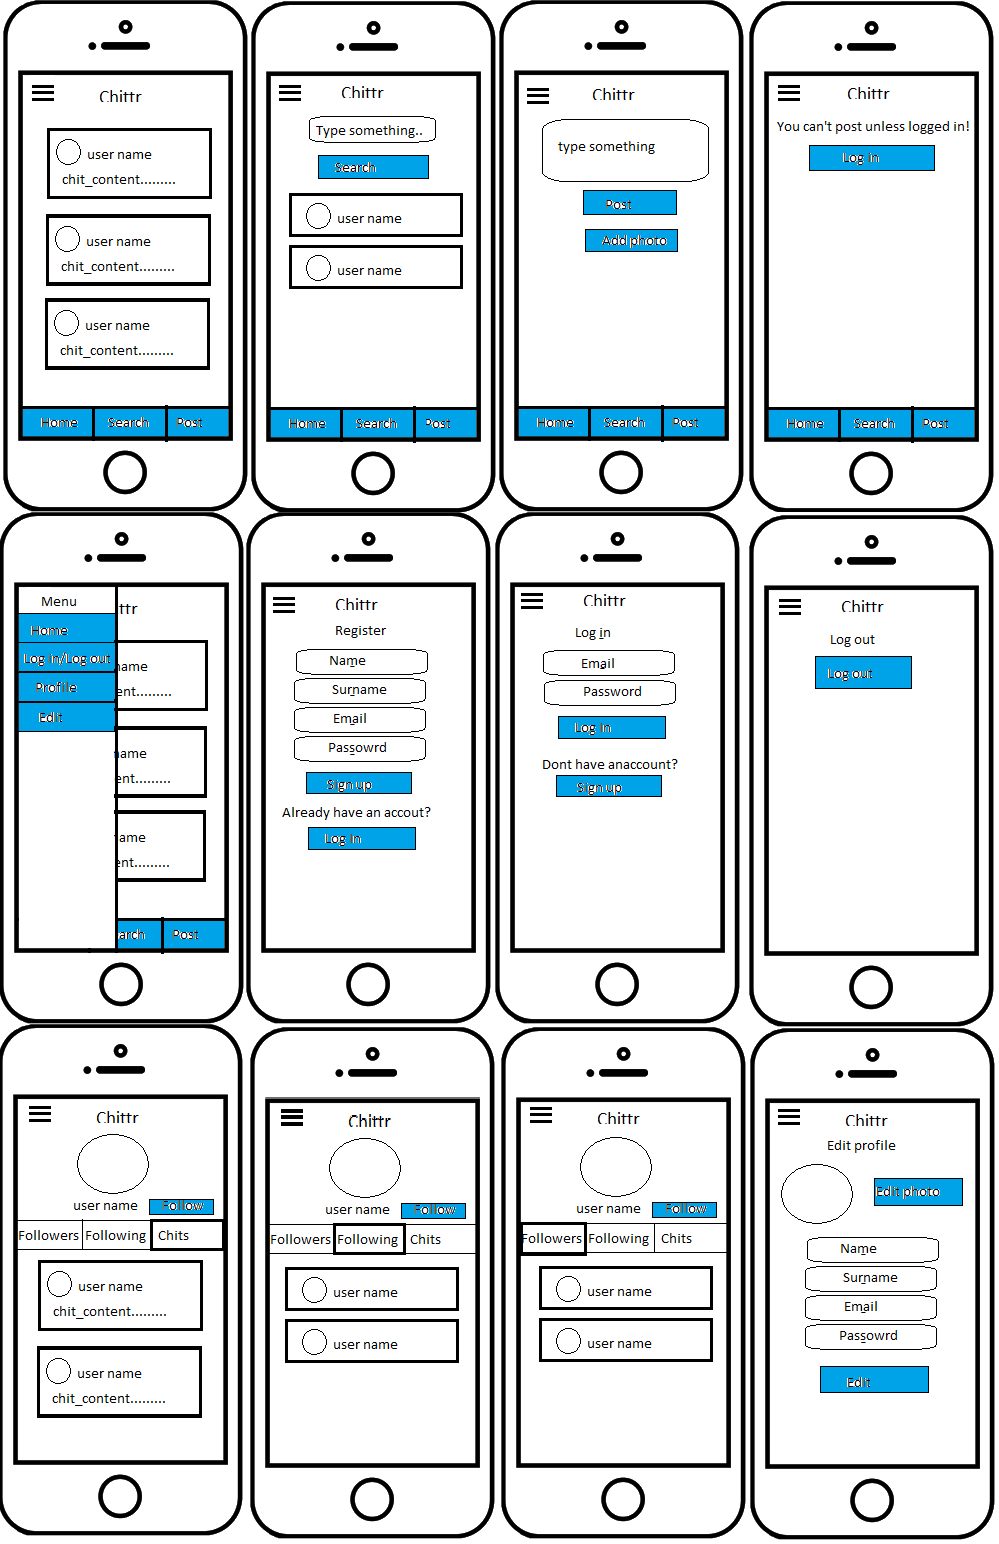 Chittr
user name
chit_content.........
user name
chit_content.........
user name
chit_content.........
Home Search Post
Chittr
Type something..
Search
user name
user name
Home Search Post
Chittr
type something
Post
Add photo
Home Search Post
Chittr
You can't post unless logged in!
Log in
Home Search Post
Menu
ttr
Home
Log in/Log out
name
Profile
ent.........
Edit
name
ent.........
ame
ent.........
arch Post
Chittr
Register
Name
Surname
Email
Passowrd
Sign up
Already have an accout?
Log In
Chittr
Log in
Email
Password
Log In
Dont have anaccount?
Sign up
Chittr
Log out
Log out
Chittr
user name Follow
Followers Following Chits
user name
chit_content.........
user name
chit_content.........
Chittr
user name Follow
Followers Following Chits
user name
user name
Chittr
user name Follow
Followers Following Chits
user name
user name
Chittr
Edit profile
Edit photo
Name
Surname
Email
Passowrd
Edit